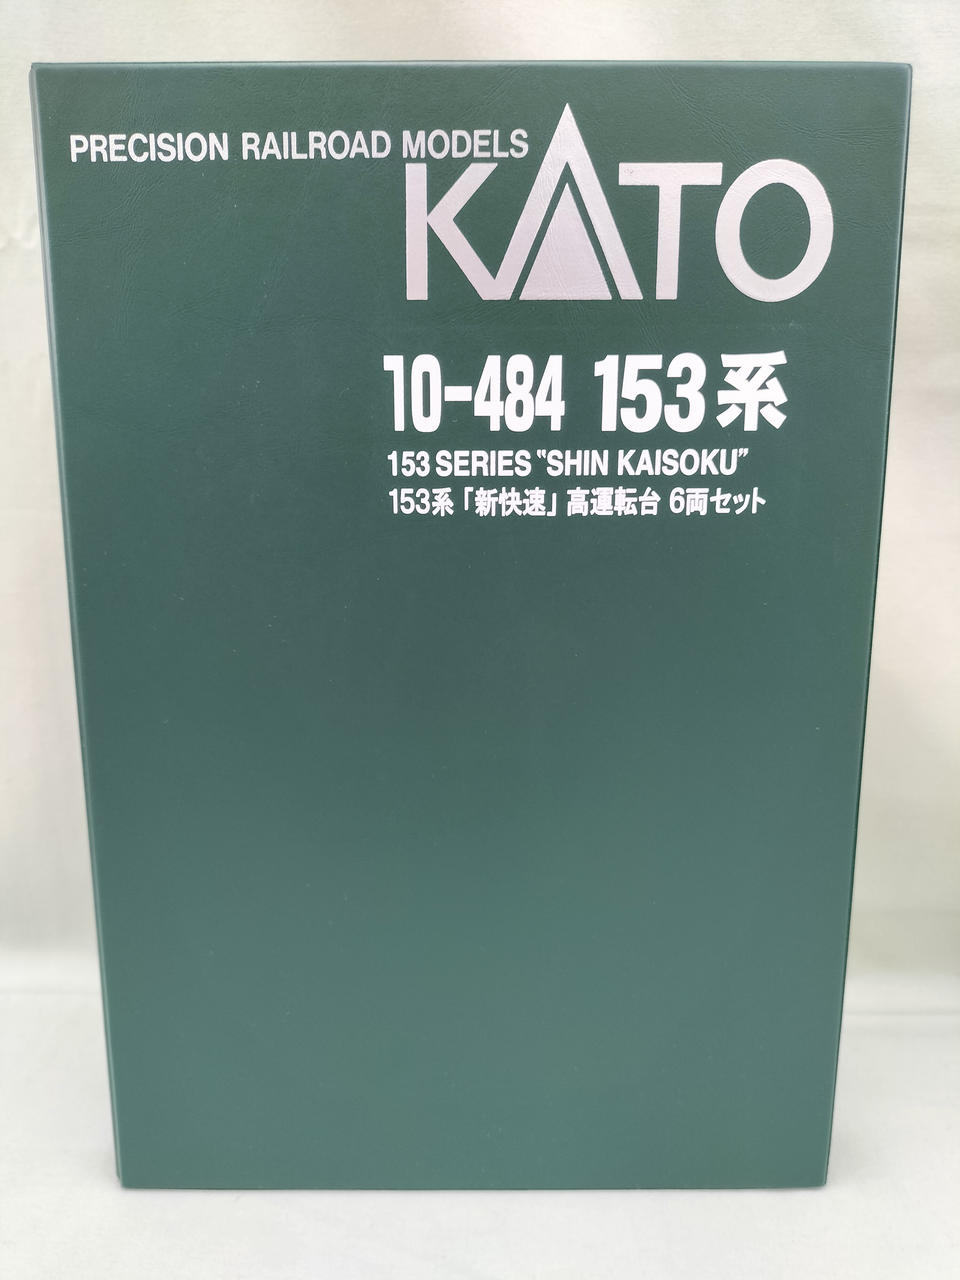 PRECISION RAILROAD MODELS
KATO
10-484 153系
153 SERIES "SHIN KAISOKU"
153系「新快速」高運転台 6両セット